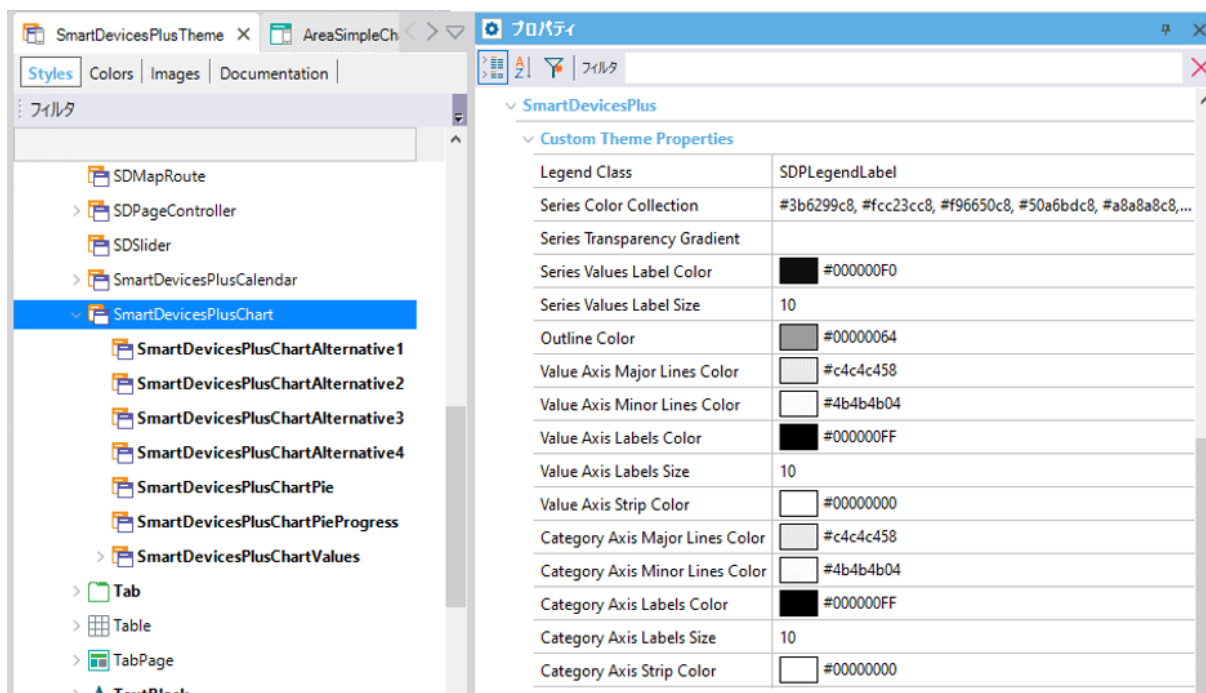 SmartDevicesPlusTheme
AreaSimpleCh
Styles
Colors
Images
Documentation
フィルタ
SDMapRoute
SDPageController
SDSlider
SmartDevicesPlusCalendar
SmartDevicesPlusChart
SmartDevicesPlusChartAlternative1
SmartDevicesPlusChartAlternative2
SmartDevicesPlusChartAlternative3
SmartDevicesPlusChartAlternative4
SmartDevicesPlusChartPie
SmartDevicesPlusChartPieProgress
SmartDevicesPlusChartValues
Tab
Table
TabPage
TextBlock
プロパティ
フィルタ
SmartDevicesPlus
Custom Theme Properties
Legend Class SDPLegendLabel
Series Color Collection #3b6299c8, #fcc23cc8, #f96650c8, #50a6bdc8, #a8a8a8c8,...
Series Transparency Gradient
Series Values Label Color #000000F0
Series Values Label Size 10
Outline Color #00000064
Value Axis Major Lines Color #c4c4c458
Value Axis Minor Lines Color #4b4b4b04
Value Axis Labels Color #000000FF
Value Axis Labels Size 10
Value Axis Strip Color #00000000
Category Axis Major Lines Color #c4c4c458
Category Axis Minor Lines Color #4b4b4b04
Category Axis Labels Color #000000FF
Category Axis Labels Size 10
Category Axis Strip Color #00000000